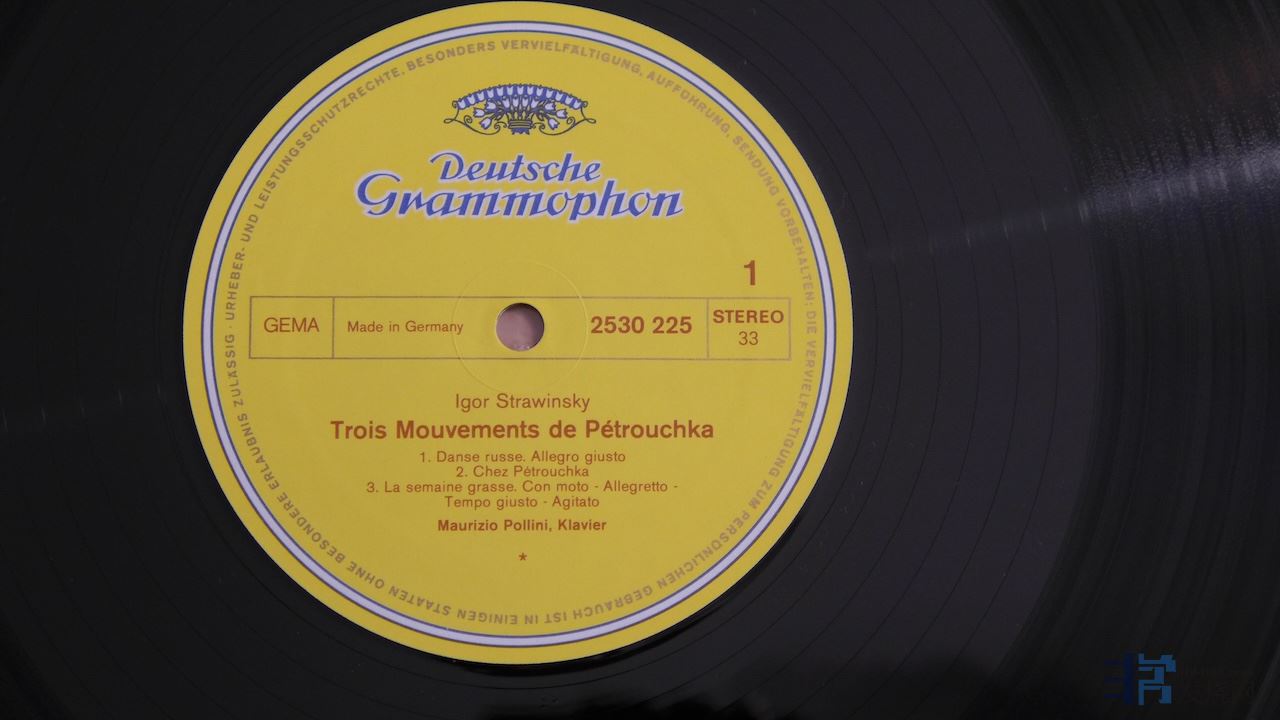 Deutsche
Grammophon
1
GEMA
Made in Germany
2530 225
STEREO
33
Igor Strawinsky
Trois Mouvements de Pétrouchka
1. Danse russe. Allegro giusto
2. Chez Pétrouchka
3. La semaine grasse. Con moto - Allegretto -
Tempo giusto - Agitato
Maurizio Pollini, Klavier
*
URHEBER- UND LEISTUNGSSCHUTZRECHTE, BESONDERS VERVIELFÄLTIGUNG, AUFFÜHRUNG, SENDUNG VORBEHALTEN; DIE VERVIELFÄLTIGUNG ZUM PERSÖNLICHEN GEBRAUCH IST IN EINIGEN STAATEN OHNE BESONDERE ERLAUBNIS ZULÄSSIG ·